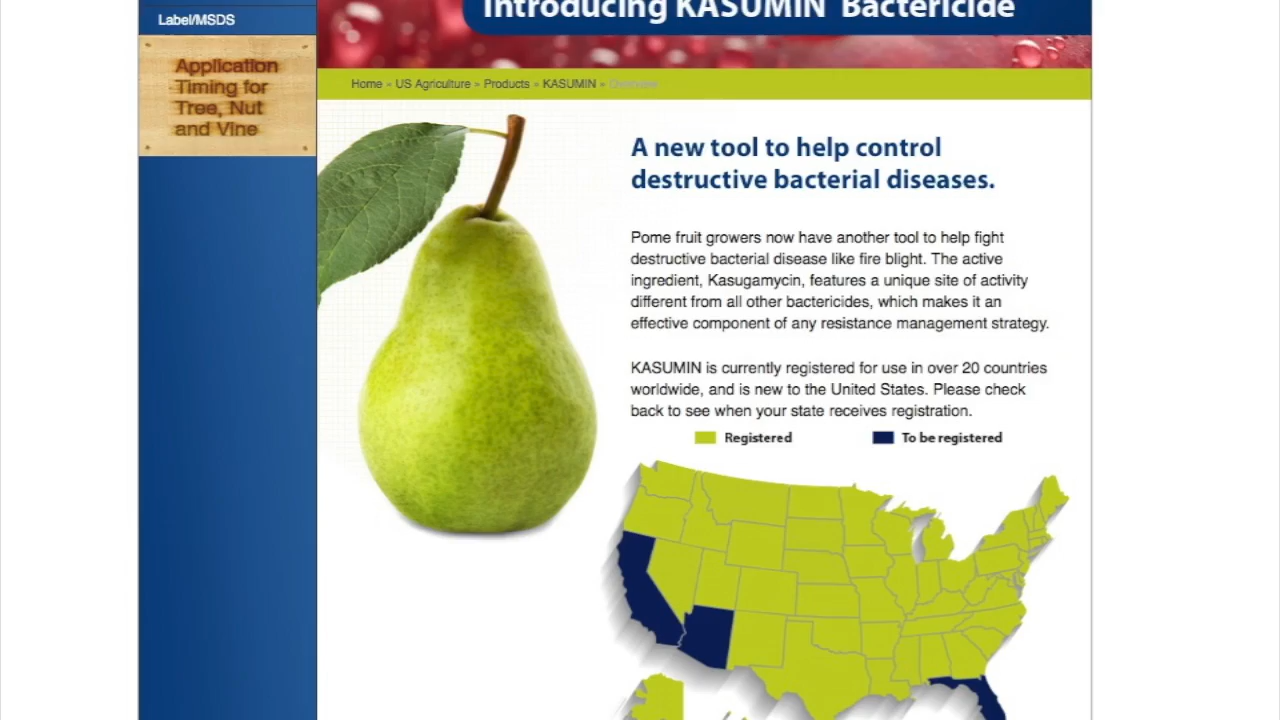 Introducing KASUMIN Bactericide
Label/MSDS
Application
Timing for
Tree, Nut
and Vine
Home » US Agriculture » Products » KASUMIN » Overview
A new tool to help control
destructive bacterial diseases.
Pome fruit growers now have another tool to help fight
destructive bacterial disease like fire blight. The active
ingredient, Kasugamycin, features a unique site of activity
different from all other bactericides, which makes it an
effective component of any resistance management strategy.
KASUMIN is currently registered for use in over 20 countries
worldwide, and is new to the United States. Please check
back to see when your state receives registration.
Registered
To be registered